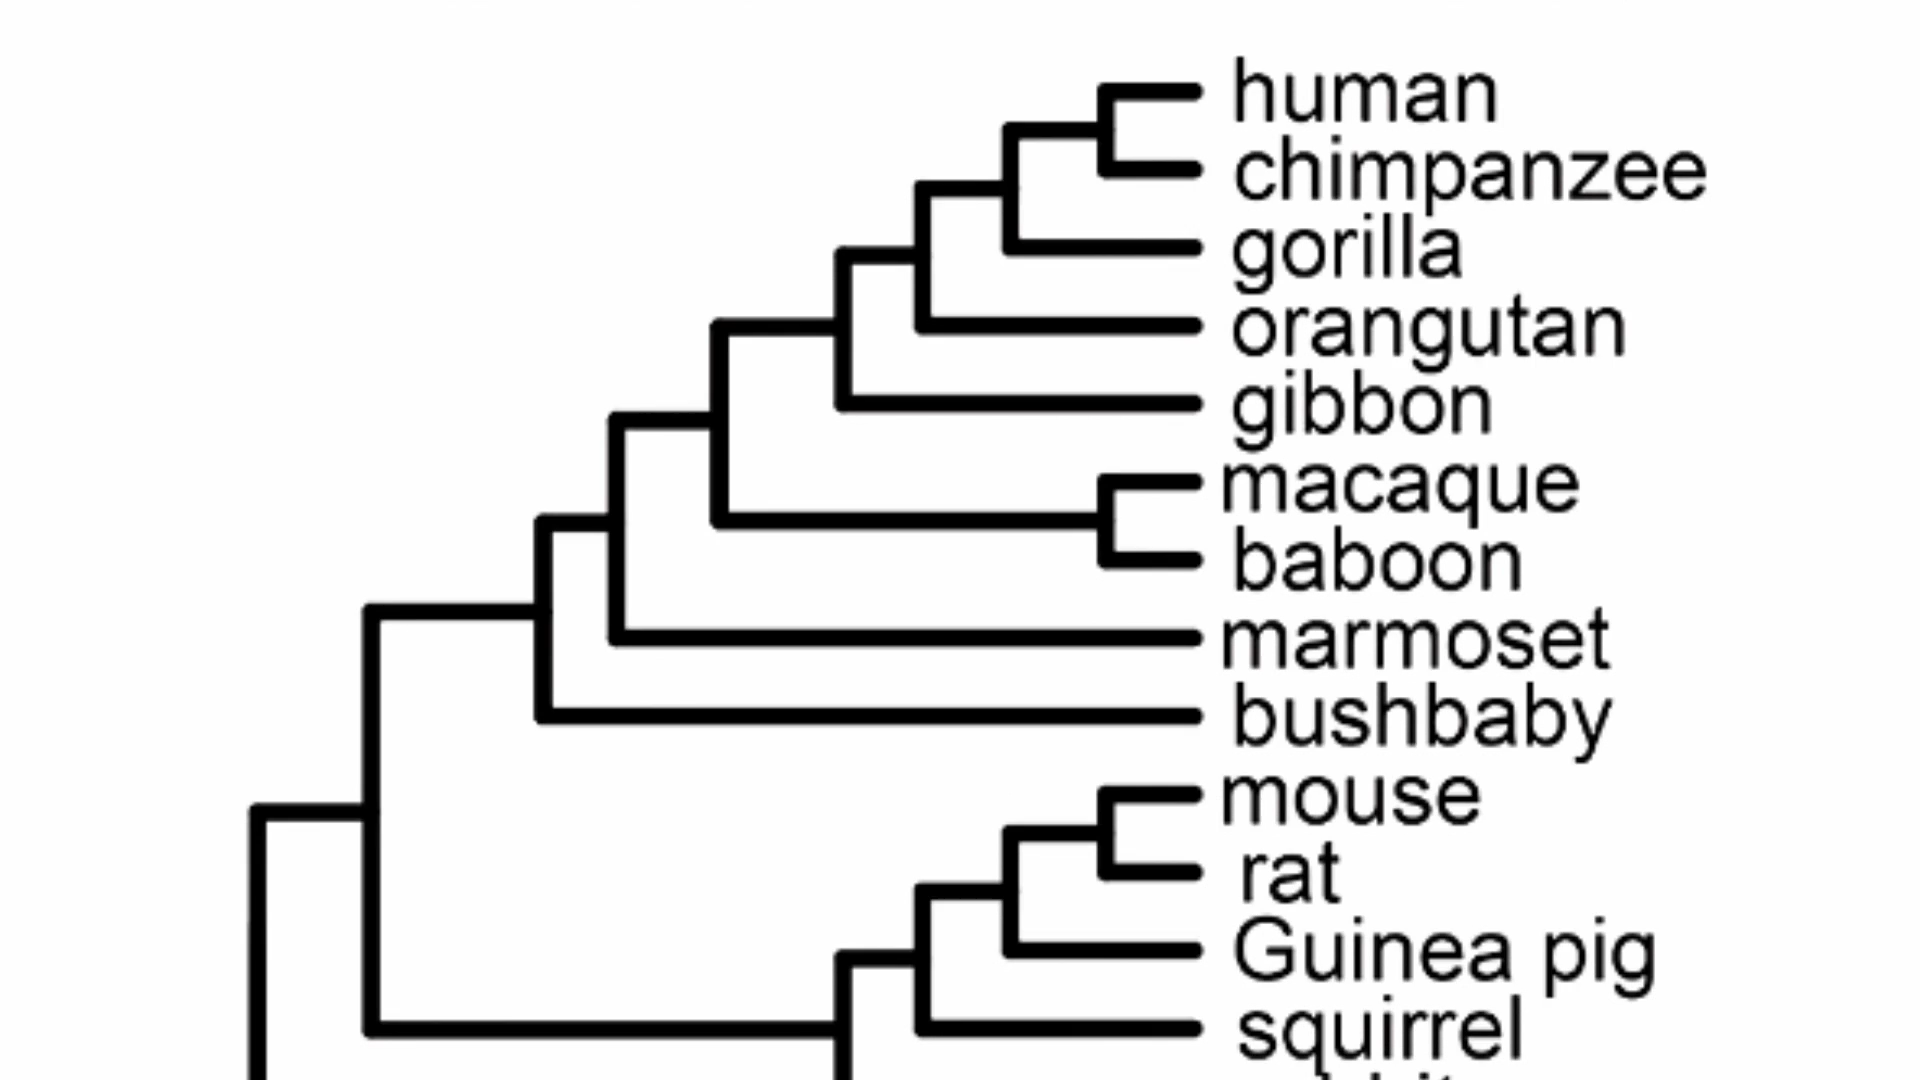 human
chimpanzee
gorilla
orangutan
gibbon
macaque
baboon
marmoset
bushbaby
mouse
rat
Guinea pig
squirrel